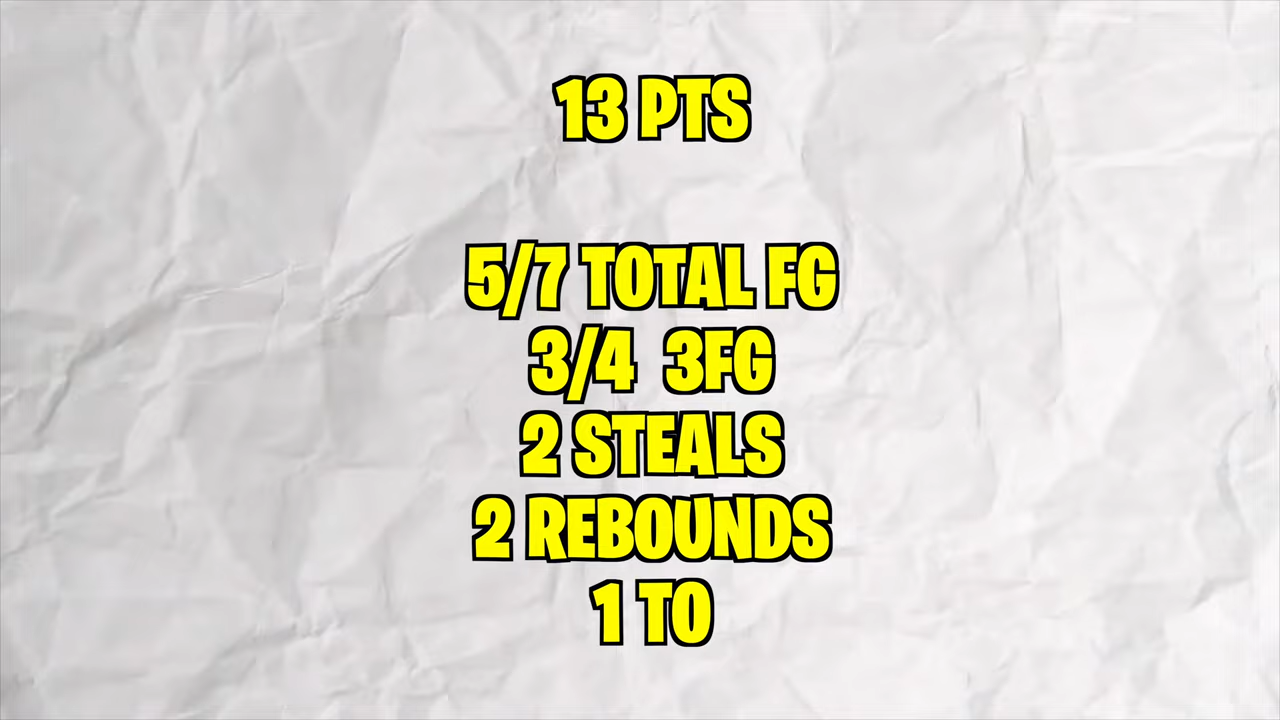 13 PTS
5/7 TOTAL FG
3/4 3FG
2 STEALS
2 REBOUNDS
1 TO